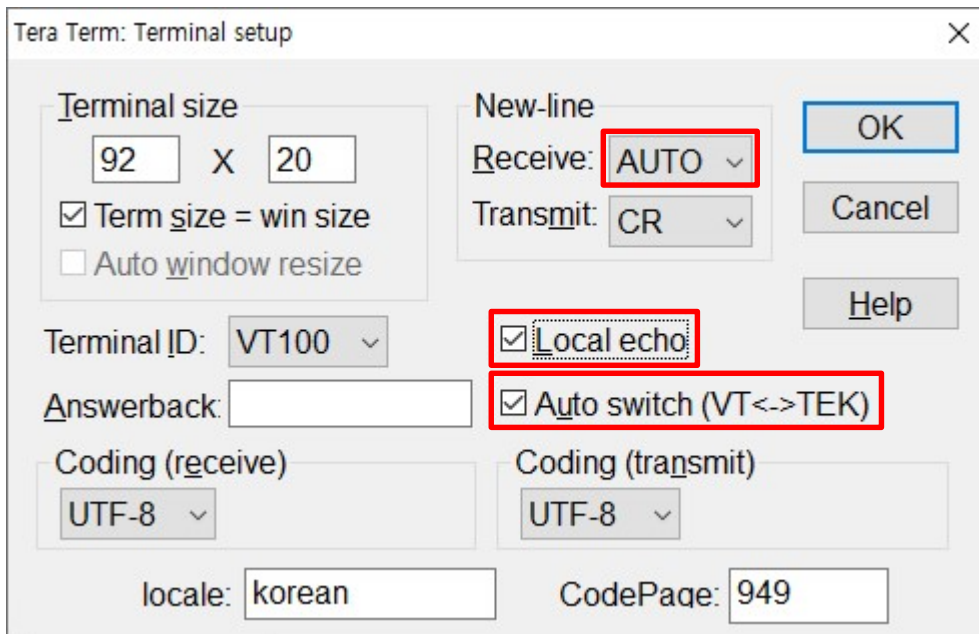 Tera Term: Terminal setup
Terminal size
92 X 20
Term size = win size
Auto window resize
New-line
Receive: AUTO
Transmit: CR
OK
Cancel
Help
Terminal ID: VT100
Local echo
Answerback:
Auto switch (VT<->TEK)
Coding (receive)
UTF-8
Coding (transmit)
UTF-8
locale: korean
CodePage: 949